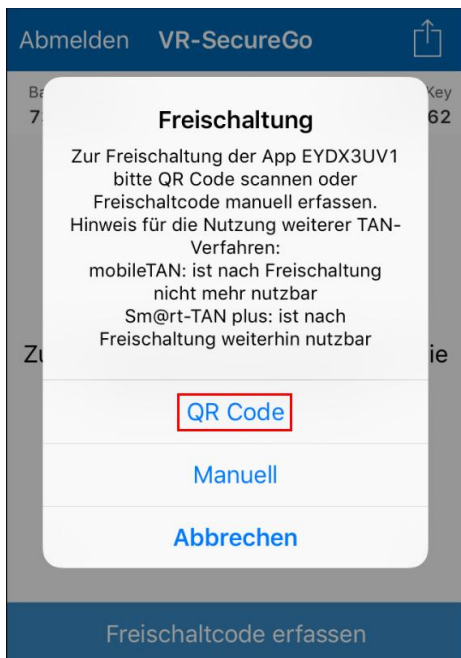 Abmelden VR-SecureGo
Key
62
Freischaltung
Zur Freischaltung der App EYDX3UV1
bitte QR Code scannen oder
Freischaltcode manuell erfassen.
Hinweis für die Nutzung weiterer TAN-
Verfahren:
mobileTAN: ist nach Freischaltung
nicht mehr nutzbar
Sm@rt-TAN plus: ist nach
Freischaltung weiterhin nutzbar
QR Code
Manuell
Abbrechen
Freischaltcode erfassen